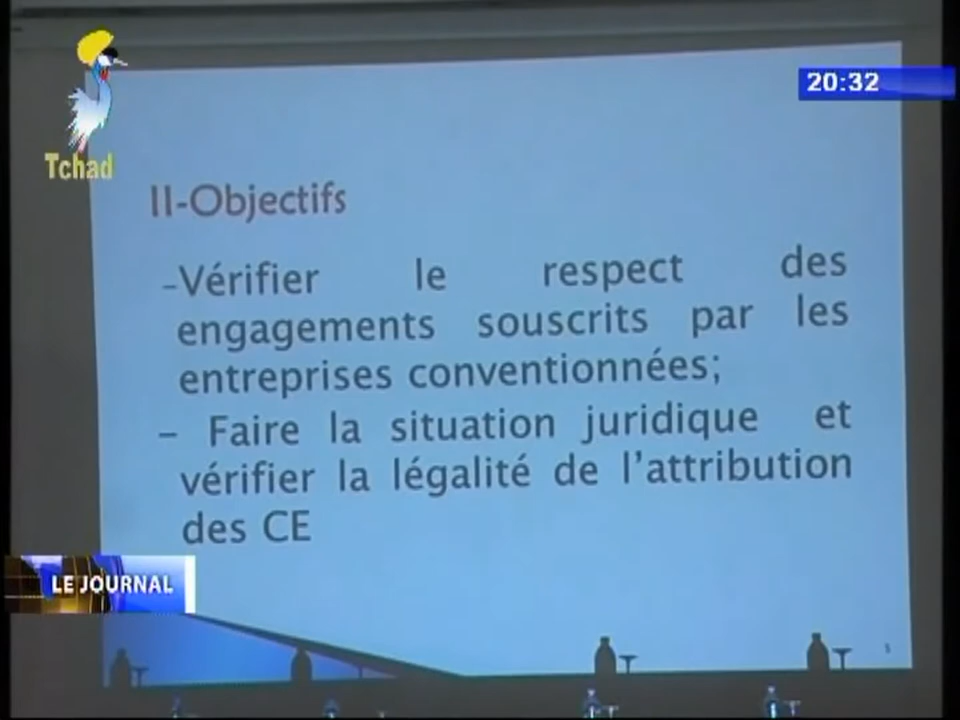 20:32
Tchad
II-Objectifs
-Vérifier le respect des
engagements souscrits par les
entreprises conventionnées;
- Faire la situation juridique et
vérifier la légalité de l'attribution
des CE
LE JOURNAL